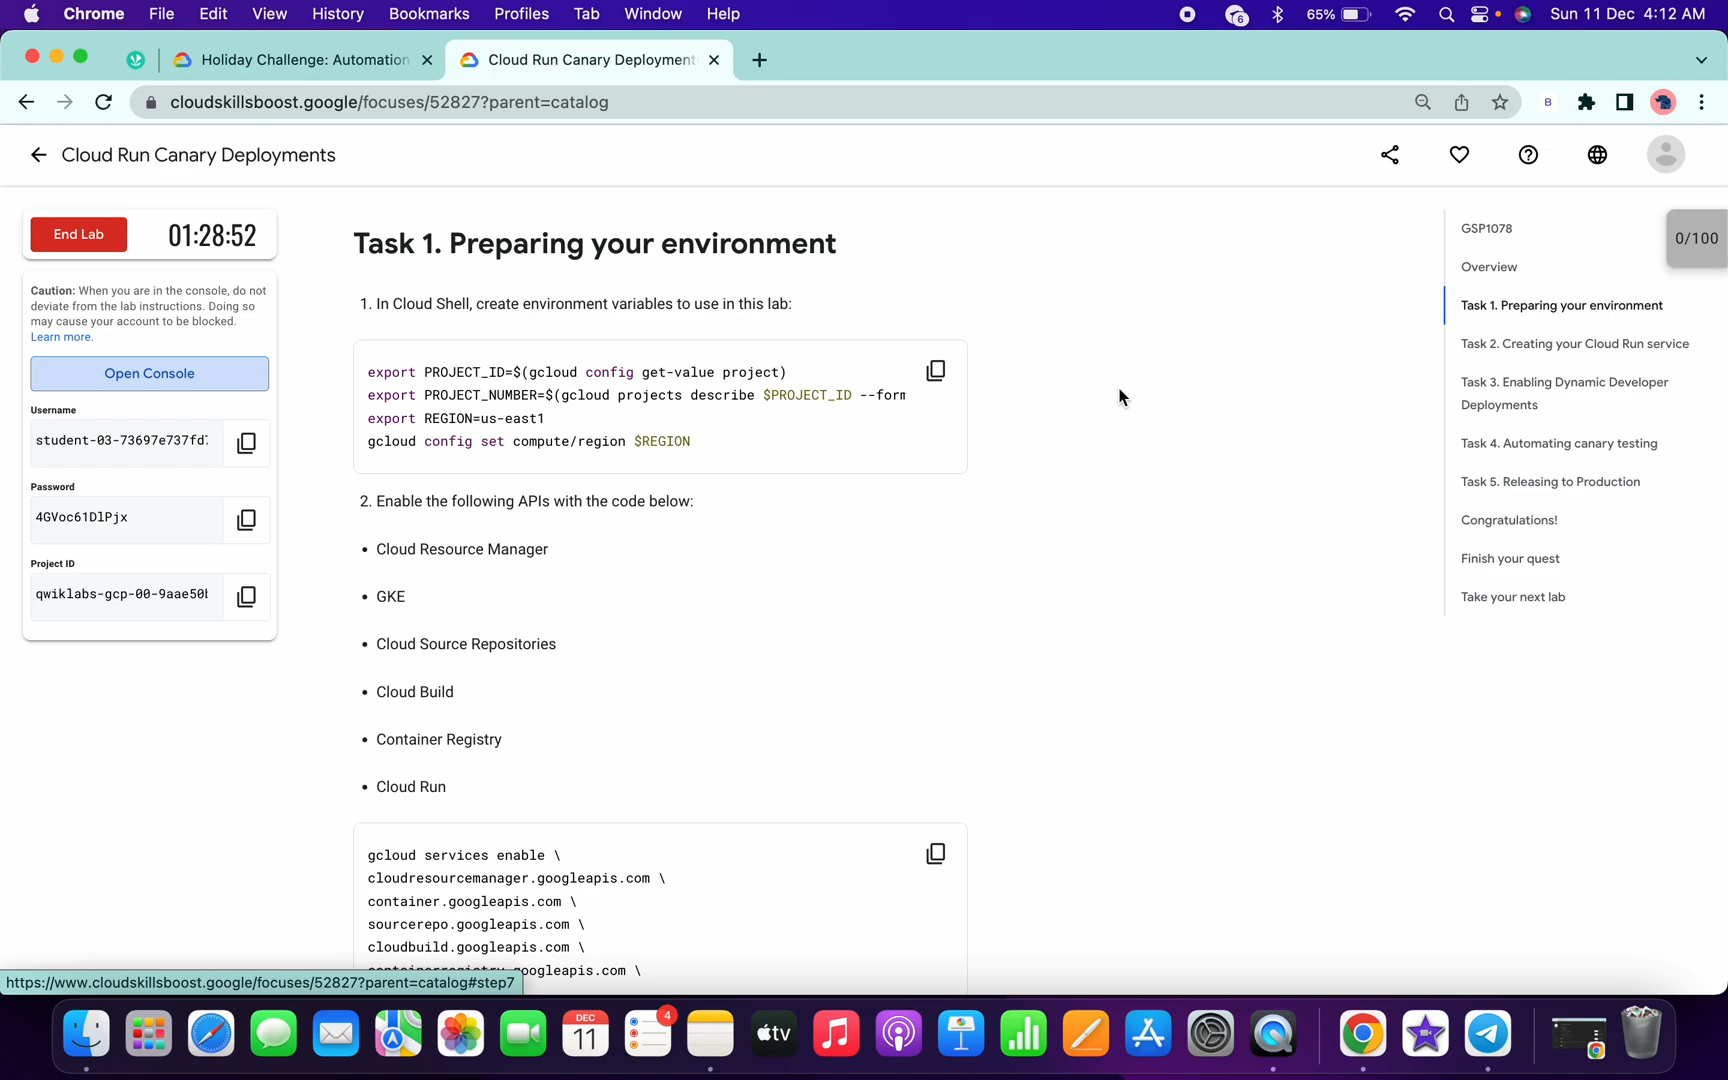 Chrome File Edit View History Bookmarks Profiles Tab Window Help
6 65% Sun 11 Dec 4:12 AM
Holiday Challenge: Automation
Cloud Run Canary Deployment
cloudskillsboost.google/focuses/52827?parent=catalog
B
Cloud Run Canary Deployments
End Lab 01:28:52
Caution: When you are in the console, do not
deviate from the lab instructions. Doing so
may cause your account to be blocked.
Learn more.
Open Console
Username
student-03-73697e737fd
Password
4GVoc61DlPjx
Project ID
qwiklabs-gcp-00-9aae50
Task 1. Preparing your environment
1. In Cloud Shell, create environment variables to use in this lab:
export PROJECT_ID=$(gcloud config get-value project)
export PROJECT_NUMBER=$(gcloud projects describe $PROJECT_ID --form
export REGION=us-east1
gcloud config set compute/region $REGION
2. Enable the following APIs with the code below:
• Cloud Resource Manager
• GKE
• Cloud Source Repositories
• Cloud Build
• Container Registry
• Cloud Run
gcloud services enable \
cloudresourcemanager.googleapis.com \
container.googleapis.com \
sourcerepo.googleapis.com \
cloudbuild.googleapis.com \
containerregistry.googleapis.com \
GSP1078
Overview
Task 1. Preparing your environment
Task 2. Creating your Cloud Run service
Task 3. Enabling Dynamic Developer
Deployments
Task 4. Automating canary testing
Task 5. Releasing to Production
Congratulations!
Finish your quest
Take your next lab
0/100
https://www.cloudskillsboost.google/focuses/52827?parent=catalog#step7
DEC
11
4
tv